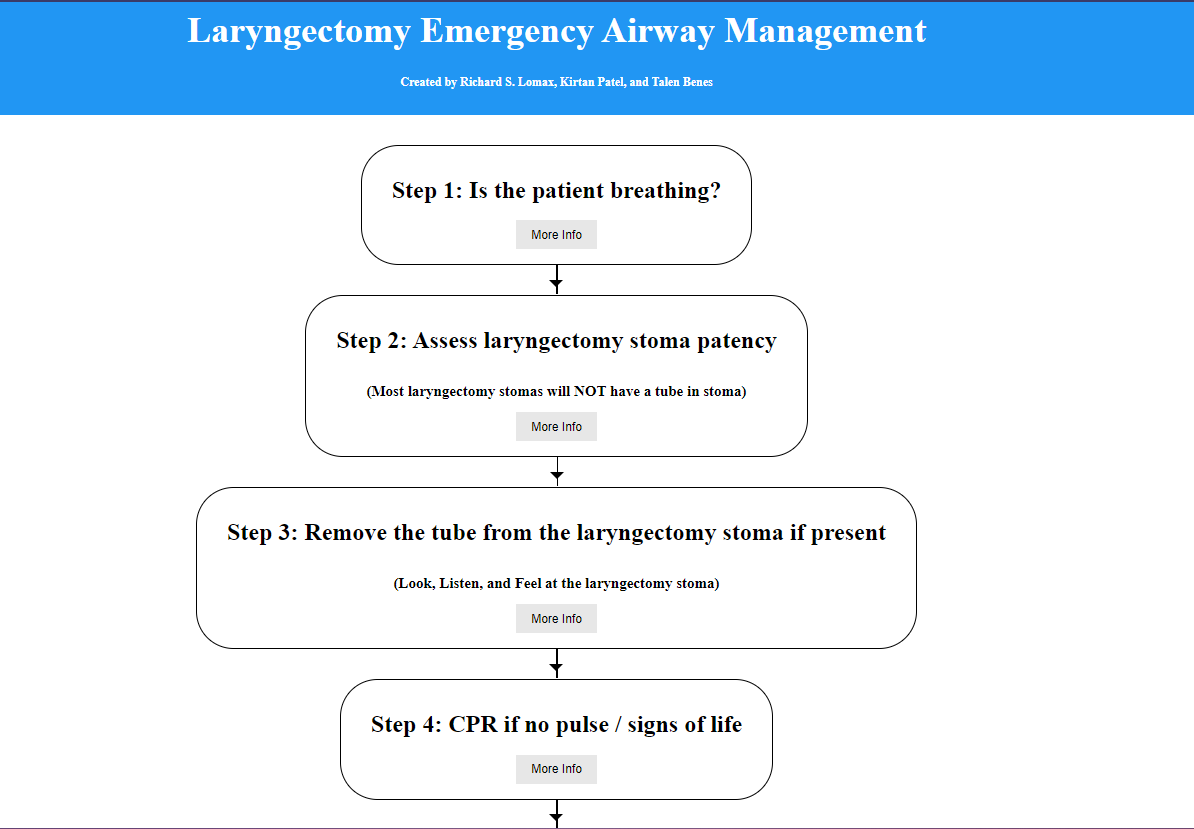 Laryngectomy Emergency Airway Management
Created by Richard S. Lomax, Kirtan Patel, and Talen Benes
Step 1: Is the patient breathing?
More Info
Step 2: Assess laryngectomy stoma patency
(Most laryngectomy stomas will NOT have a tube in stoma)
More Info
Step 3: Remove the tube from the laryngectomy stoma if present
(Look, Listen, and Feel at the laryngectomy stoma)
More Info
Step 4: CPR if no pulse / signs of life
More Info